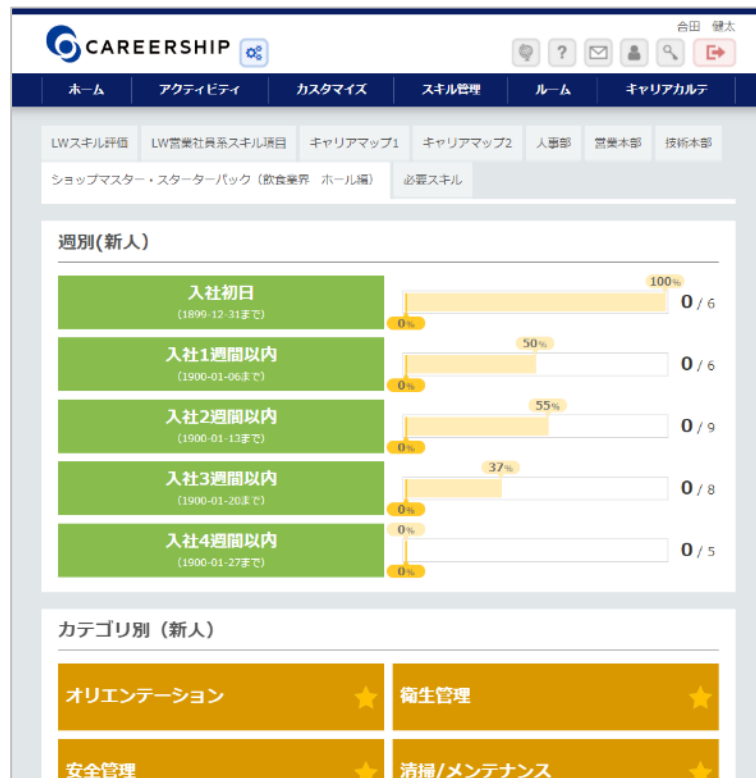 合田 健太
CAREERSHIP
?
ホーム アクティビティ カスタマイズ スキル管理 ルーム キャリアカルテ
LWスキル評価 LW営業社員系スキル項目 キャリアマップ1 キャリアマップ2 人事部 営業本部 技術本部
ショップマスター・スターターパック（飲食業界 ホール編） 必要スキル
週別(新人）
入社初日
（1899-12-31まで）
100%
0%
0 / 6
入社1週間以内
（1900-01-06まで）
50%
0%
0 / 6
入社2週間以内
（1900-01-13まで）
55%
0%
0 / 9
入社3週間以内
（1900-01-20まで）
37%
0%
0 / 8
入社4週間以内
（1900-01-27まで）
0%
0%
0 / 5
カテゴリ別（新人）
オリエンテーション 衛生管理
安全管理 清掃/メンテナンス